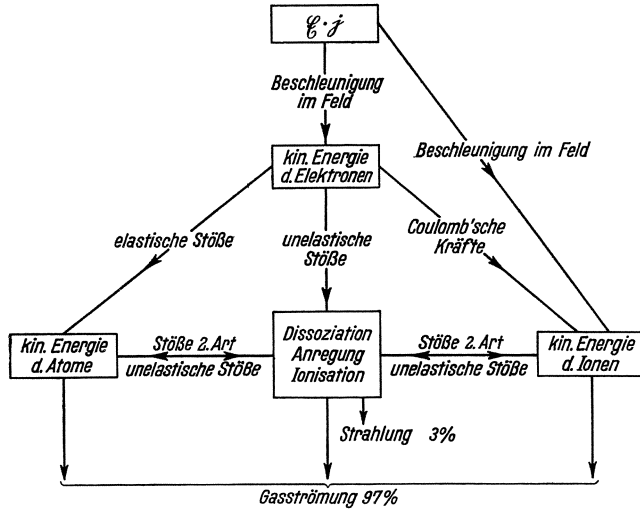 𝔈 · j
Beschleunigung
im Feld
Beschleunigung im Feld
kin. Energie
d. Elektronen
elastische Stöße
unelastische
Stöße
Coulomb'sche
Kräfte
kin. Energie
d. Atome
Stöße 2. Art
unelastische Stöße
Dissoziation
Anregung
Ionisation
Stöße 2. Art
unelastische Stöße
kin. Energie
d. Ionen
Strahlung 3%
Gasströmung 97%